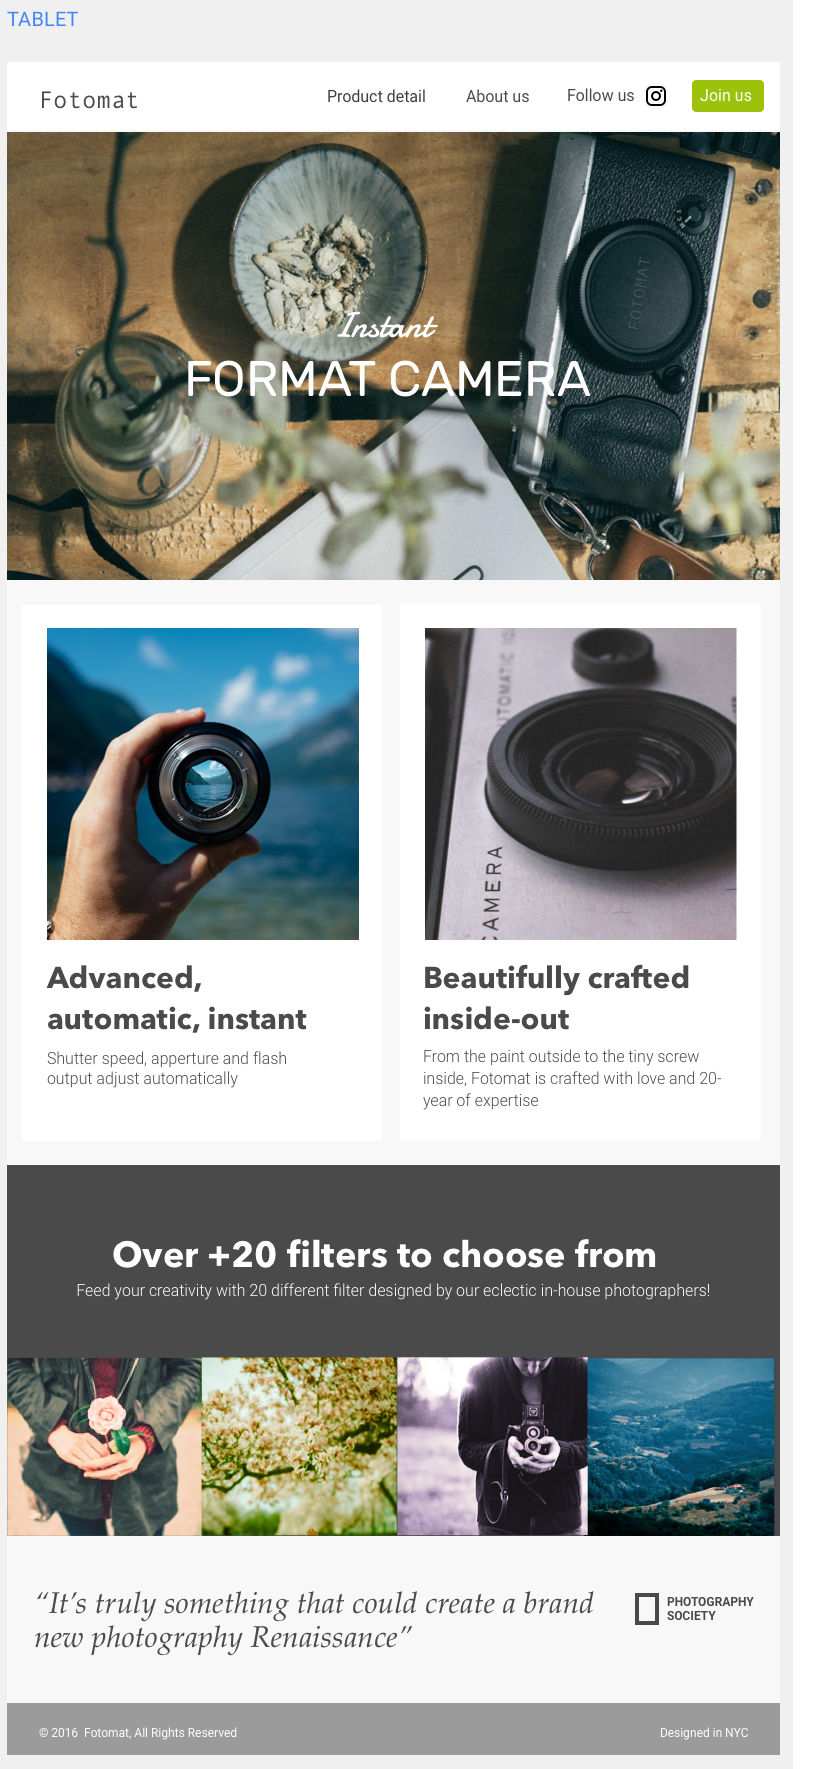 TABLET
Fotomat
Product detail
About us
Follow us
Join us
FOTOMAT
Instant
FORMAT CAMERA
AUTOMATIC
CAMERA
Advanced,
automatic, instant
Shutter speed, apperture and flash
output adjust automatically
Beautifully crafted
inside-out
From the paint outside to the tiny screw
inside, Fotomat is crafted with love and 20-
year of expertise
Over +20 filters to choose from
Feed your creativity with 20 different filter designed by our eclectic in-house photographers!
“It’s truly something that could create a brand
new photography Renaissance”
PHOTOGRAPHY
SOCIETY
© 2016 Fotomat, All Rights Reserved
Designed in NYC